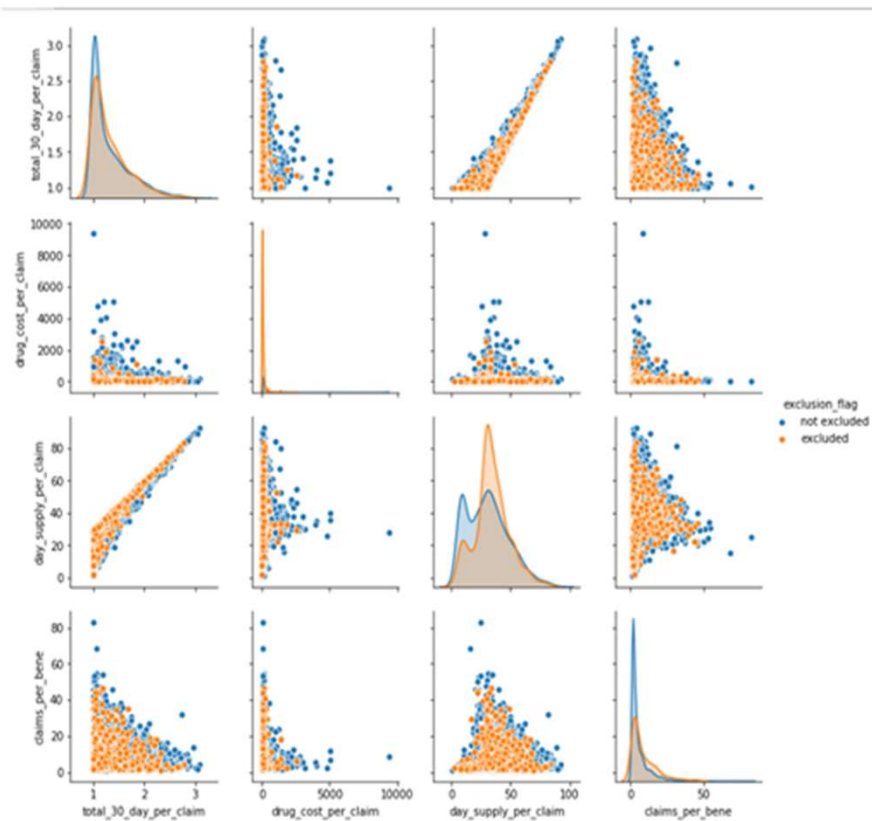 total_30_day_per_claim
3.0
2.5
2.0
1.5
1.0
drug_cost_per_claim
10000
8000
6000
4000
2000
0
day_supply_per_claim
80
60
40
20
0
claims_per_bene
80
60
40
20
0
1 2 3
total_30_day_per_claim
0 5000 10000
drug_cost_per_claim
0 50 100
day_supply_per_claim
0 50
claims_per_bene
exclusion_flag
not excluded
excluded